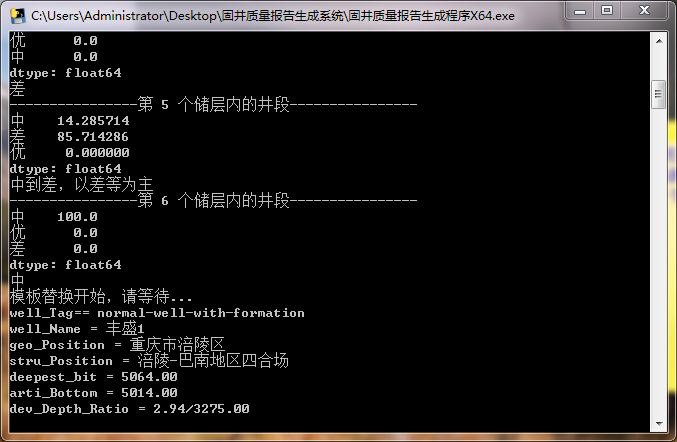 C:\Users\Administrator\Desktop\固井质量报告生成系统\固井质量报告生成程序X64.exe
优      0.0
中      0.0
dtype: float64
差
----------------第 5 个储层内的井段----------------
中    14.285714
差    85.714286
优     0.000000
dtype: float64
中到差，以差等为主
----------------第 6 个储层内的井段----------------
中    100.0
优      0.0
差      0.0
dtype: float64
中
模板替换开始，请等待...
well_Tag== normal-well-with-formation
well_Name = 丰盛1
geo_Position = 重庆市涪陵区
stru_Position = 涪陵-巴南地区四合场
deepest_bit = 5064.00
arti_Bottom = 5014.00
dev_Depth_Ratio = 2.94/3275.00